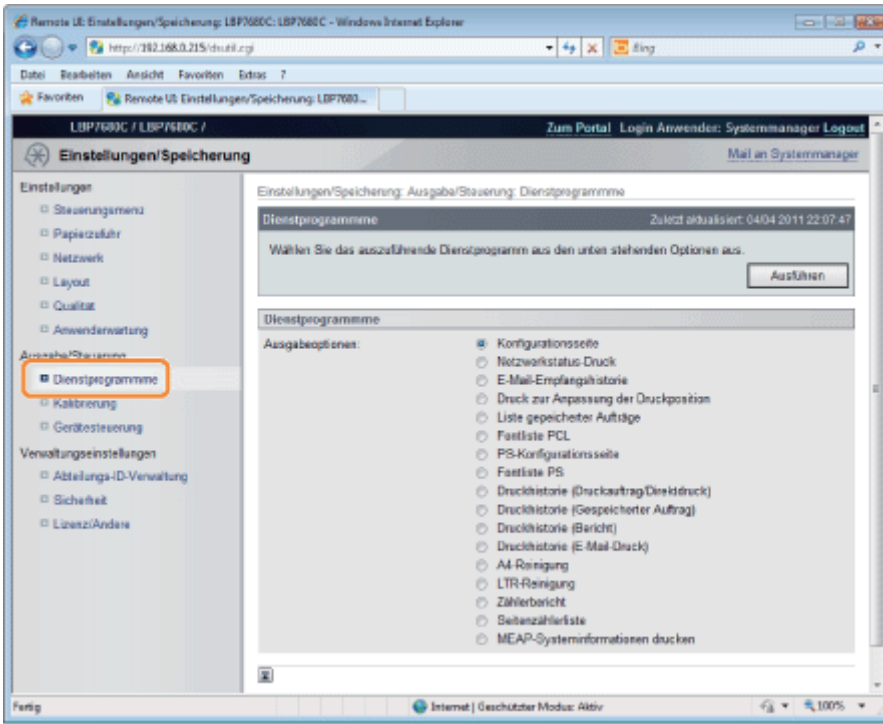 Remote UI: Einstellungen/Speicherung: LBP7680C: LBP7680C - Windows Internet Explorer
http://192.168.0.215/dsutil.cgi
Bing
Datei Bearbeiten Ansicht Favoriten Extras ?
Favoriten Remote UI: Einstellungen/Speicherung: LBP7680...
LBP7680C / LBP7680C /
Zum Portal Login Anwender: Systemmanager Logout
Einstellungen/Speicherung
Mail an Systemmanager
Einstellungen
Steuerungsmenü
Papierzufuhr
Netzwerk
Layout
Qualität
Anwenderwartung
Ausgabe/Steuerung
Dienstprogrammme
Kalibrierung
Gerätesteuerung
Verwaltungseinstellungen
Abteilungs-ID-Verwaltung
Sicherheit
Lizenz/Andere
Einstellungen/Speicherung: Ausgabe/Steuerung: Dienstprogrammme
Dienstprogrammme
Zuletzt aktualisiert: 04/04 2011 22:07:47
Wählen Sie das auszuführende Dienstprogramm aus den unten stehenden Optionen aus.
Ausführen
Dienstprogrammme
Ausgabeoptionen:
Konfigurationsseite
Netzwerkstatus-Druck
E-Mail-Empfangshistorie
Druck zur Anpassung der Druckposition
Liste gepeicherter Aufträge
Fontliste PCL
PS-Konfigurationsseite
Fontliste PS
Druckhistorie (Druckauftrag/Direktdruck)
Druckhistorie (Gespeicherter Auftrag)
Druckhistorie (Bericht)
Druckhistorie (E-Mail-Druck)
A4-Reinigung
LTR-Reinigung
Zählerbericht
Seitenzählerliste
MEAP-Systeminformationen drucken
Fertig
Internet | Geschützter Modus: Aktiv
100%